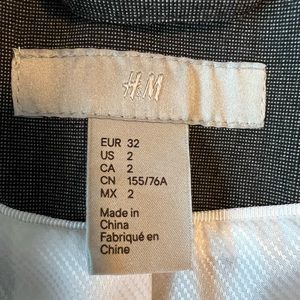 H&M
EUR 32
US 2
CA 2
CN 155/76A
MX 2
Made in
China
Fabriqué en
Chine